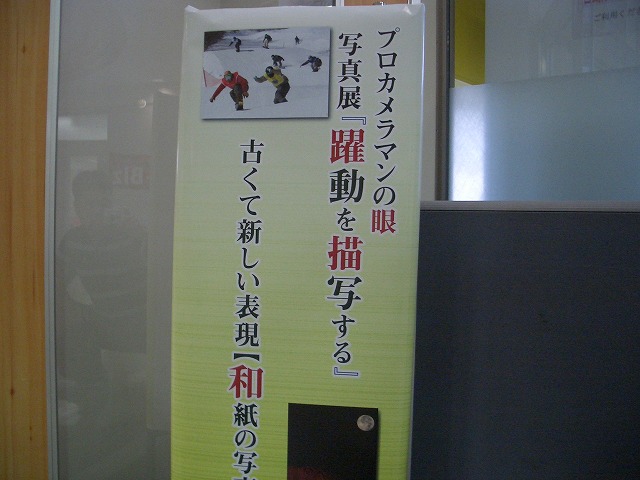 プロカメラマンの眼
写真展『躍動を描写する』
古くて新しい表現【和紙の写真